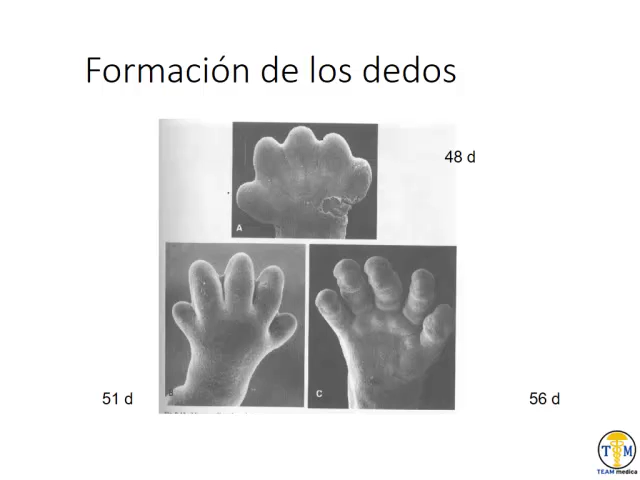 Formación de los dedos
48 d
A
B
C
51 d
56 d
T M
TEAM medica